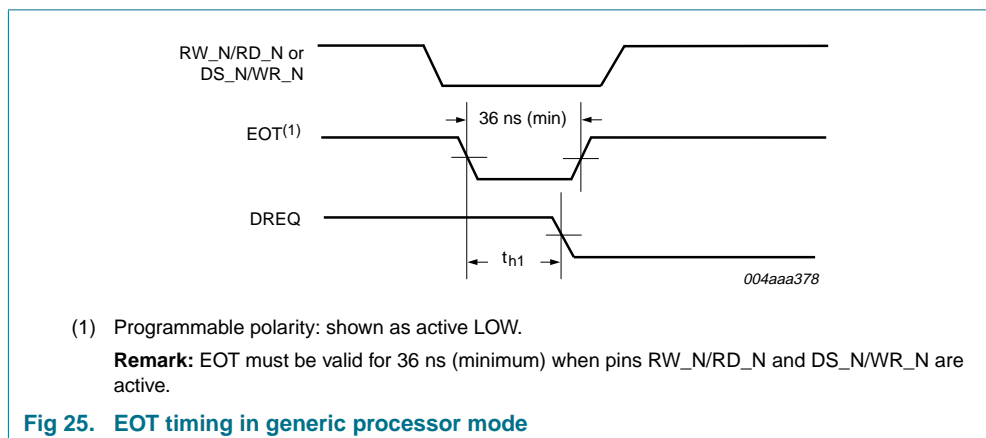 RW_N/RD_N or
DS_N/WR_N
36 ns (min)
EOT(1)
DREQ
th1
004aaa378
(1) Programmable polarity: shown as active LOW.
Remark: EOT must be valid for 36 ns (minimum) when pins RW_N/RD_N and DS_N/WR_N are
active.
Fig 25. EOT timing in generic processor mode